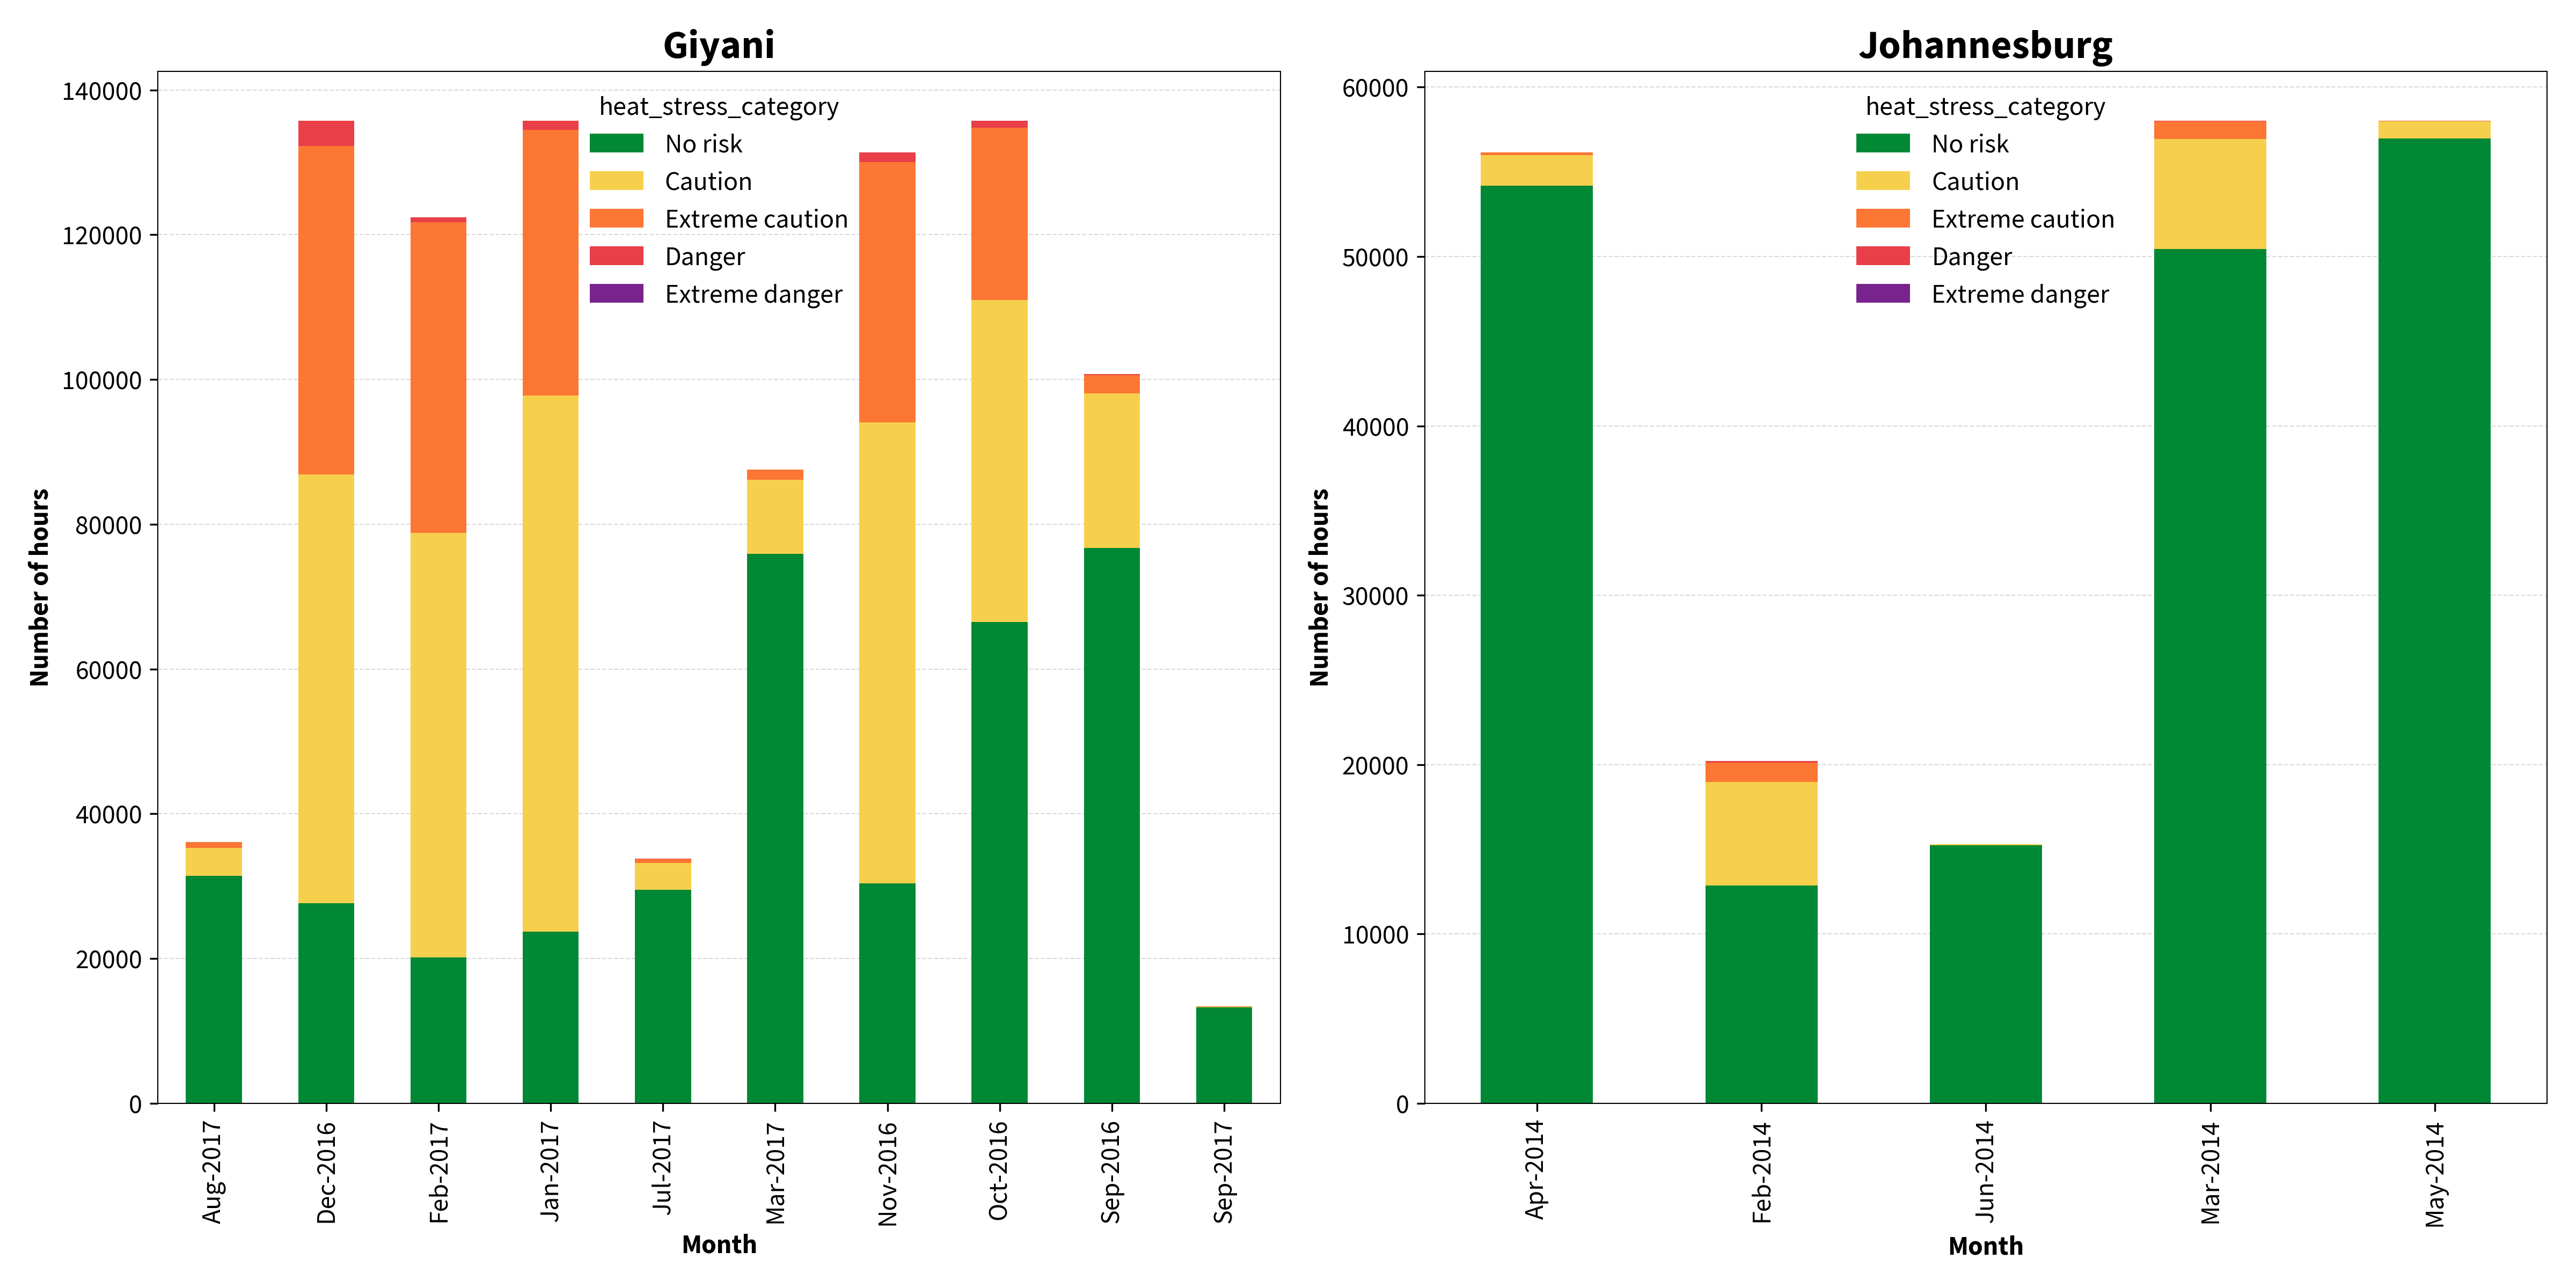 Giyani
140000
120000
100000
80000
60000
40000
20000
0
Number of hours
heat_stress_category
No risk
Caution
Extreme caution
Danger
Extreme danger
Aug-2017
Dec-2016
Feb-2017
Jan-2017
Jul-2017
Mar-2017
Nov-2016
Oct-2016
Sep-2016
Sep-2017
Month
Johannesburg
60000
50000
40000
30000
20000
10000
0
Number of hours
heat_stress_category
No risk
Caution
Extreme caution
Danger
Extreme danger
Apr-2014
Feb-2014
Jun-2014
Mar-2014
May-2014
Month